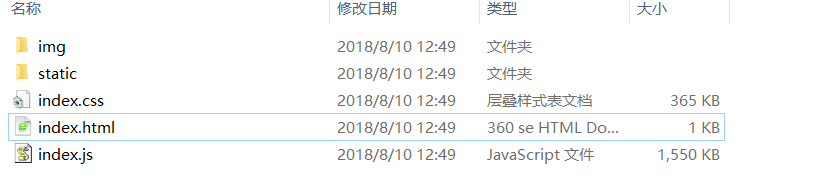 名称 修改日期 类型 大小
img 2018/8/10 12:49 文件夹
static 2018/8/10 12:49 文件夹
index.css 2018/8/10 12:49 层叠样式表文档 365 KB
index.html 2018/8/10 12:49 360 se HTML Do... 1 KB
index.js 2018/8/10 12:49 JavaScript 文件 1,550 KB